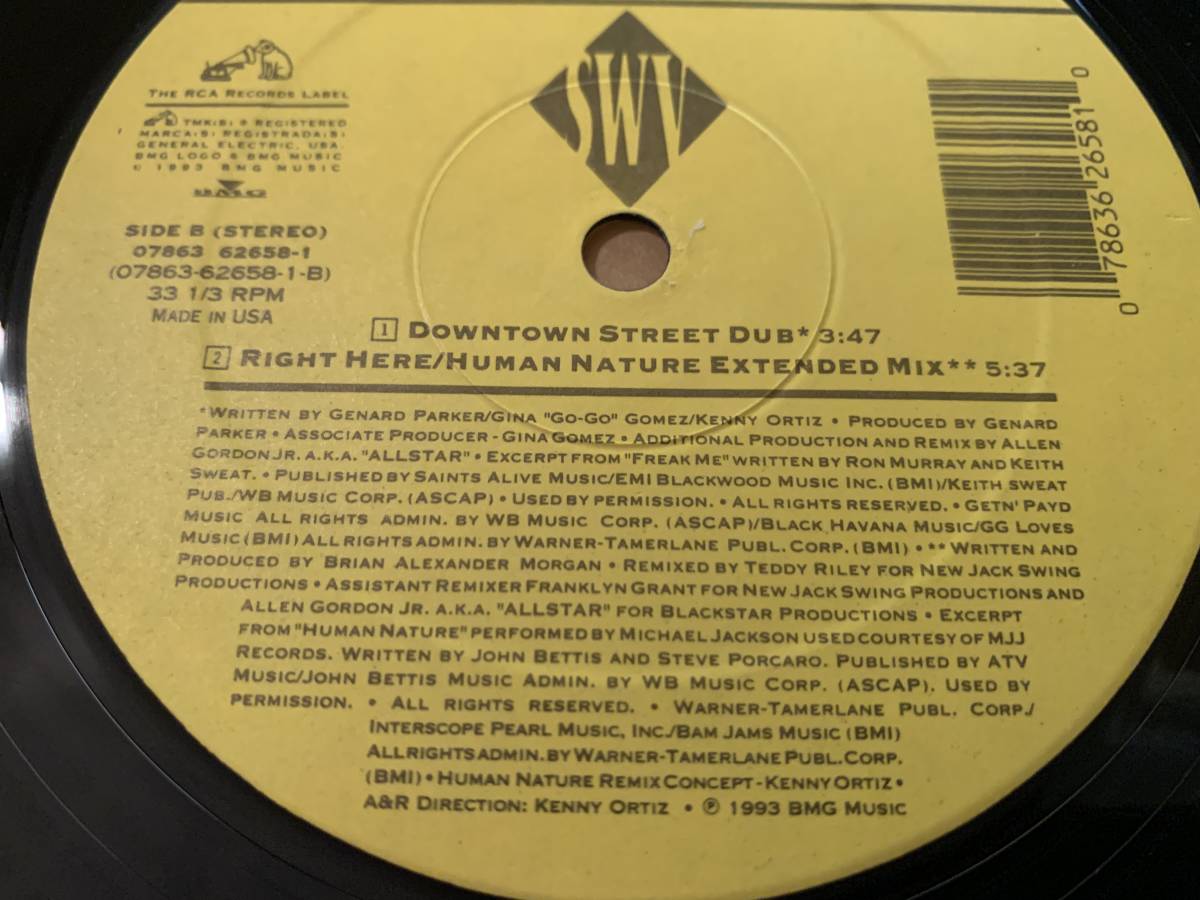 THE RCA RECORDS LABEL
TMK(S) ® REGISTERED
MARCA(S) REGISTRADA(S)
GENERAL ELECTRIC, USA.
BMG LOGO ® BMG MUSIC
© 1993 BMG MUSIC
BMG
SIDE B (STEREO)
07863 62658-1
(07863-62658-1-B)
33 1/3 RPM
MADE IN USA
SWV
0 78636 26581 0
1 DOWNTOWN STREET DUB* 3:47
2 RIGHT HERE/HUMAN NATURE EXTENDED MIX** 5:37
*WRITTEN BY GENARD PARKER/GINA "GO-GO" GOMEZ/KENNY ORTIZ • PRODUCED BY GENARD
PARKER • ASSOCIATE PRODUCER - GINA GOMEZ • ADDITIONAL PRODUCTION AND REMIX BY ALLEN
GORDON JR. A.K.A. "ALLSTAR" • EXCERPT FROM "FREAK ME" WRITTEN BY RON MURRAY AND KEITH
SWEAT. • PUBLISHED BY SAINTS ALIVE MUSIC/EMI BLACKWOOD MUSIC INC. (BMI)/KEITH SWEAT
PUB./WB MUSIC CORP. (ASCAP) • USED BY PERMISSION. • ALL RIGHTS RESERVED. • GETN' PAYD
MUSIC ALL RIGHTS ADMIN. BY WB MUSIC CORP. (ASCAP)/BLACK HAVANA MUSIC/GG LOVES
MUSIC (BMI) ALL RIGHTS ADMIN. BY WARNER-TAMERLANE PUBL. CORP. (BMI) • ** WRITTEN AND
PRODUCED BY BRIAN ALEXANDER MORGAN • REMIXED BY TEDDY RILEY FOR NEW JACK SWING
PRODUCTIONS • ASSISTANT REMIXER FRANKLYN GRANT FOR NEW JACK SWING PRODUCTIONS AND
ALLEN GORDON JR. A.K.A. "ALLSTAR" FOR BLACKSTAR PRODUCTIONS • EXCERPT
FROM "HUMAN NATURE" PERFORMED BY MICHAEL JACKSON USED COURTESY OF MJJ
RECORDS. WRITTEN BY JOHN BETTIS AND STEVE PORCARO. PUBLISHED BY ATV
MUSIC/JOHN BETTIS MUSIC ADMIN. BY WB MUSIC CORP. (ASCAP). USED BY
PERMISSION. • ALL RIGHTS RESERVED. • WARNER-TAMERLANE PUBL. CORP./
INTERSCOPE PEARL MUSIC, INC./BAM JAMS MUSIC (BMI)
ALL RIGHTS ADMIN. BY WARNER-TAMERLANE PUBL. CORP.
(BMI) • HUMAN NATURE REMIX CONCEPT - KENNY ORTIZ •
A&R DIRECTION: KENNY ORTIZ • ℗ 1993 BMG MUSIC